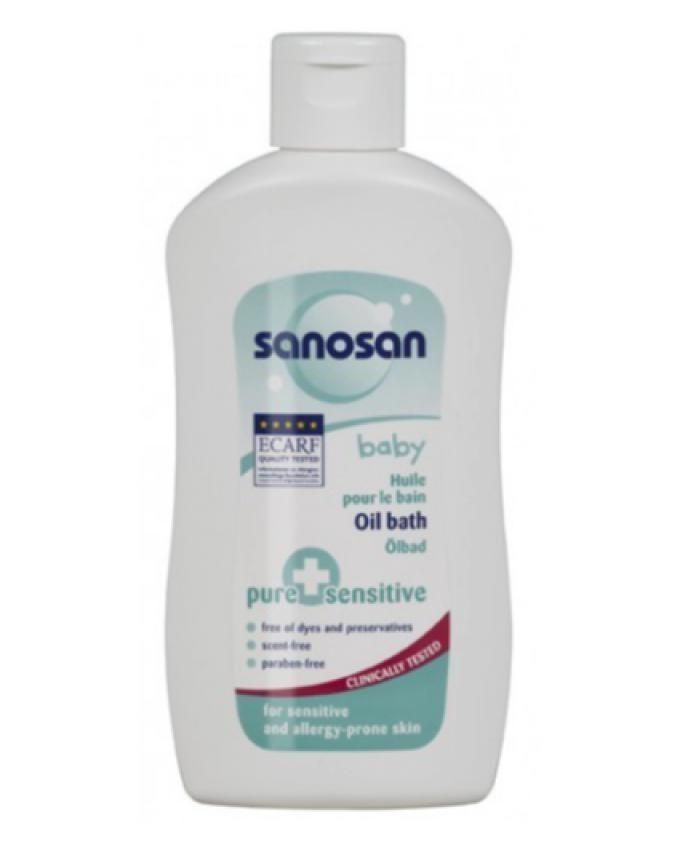 sanosan
ECARF
QUALITY TESTED
baby
Huile
pour le bain
Oil bath
Ölbad
pure sensitive
free of dyes and preservatives
scent-free
paraben-free
CLINICALLY TESTED
for sensitive
and allergy-prone skin